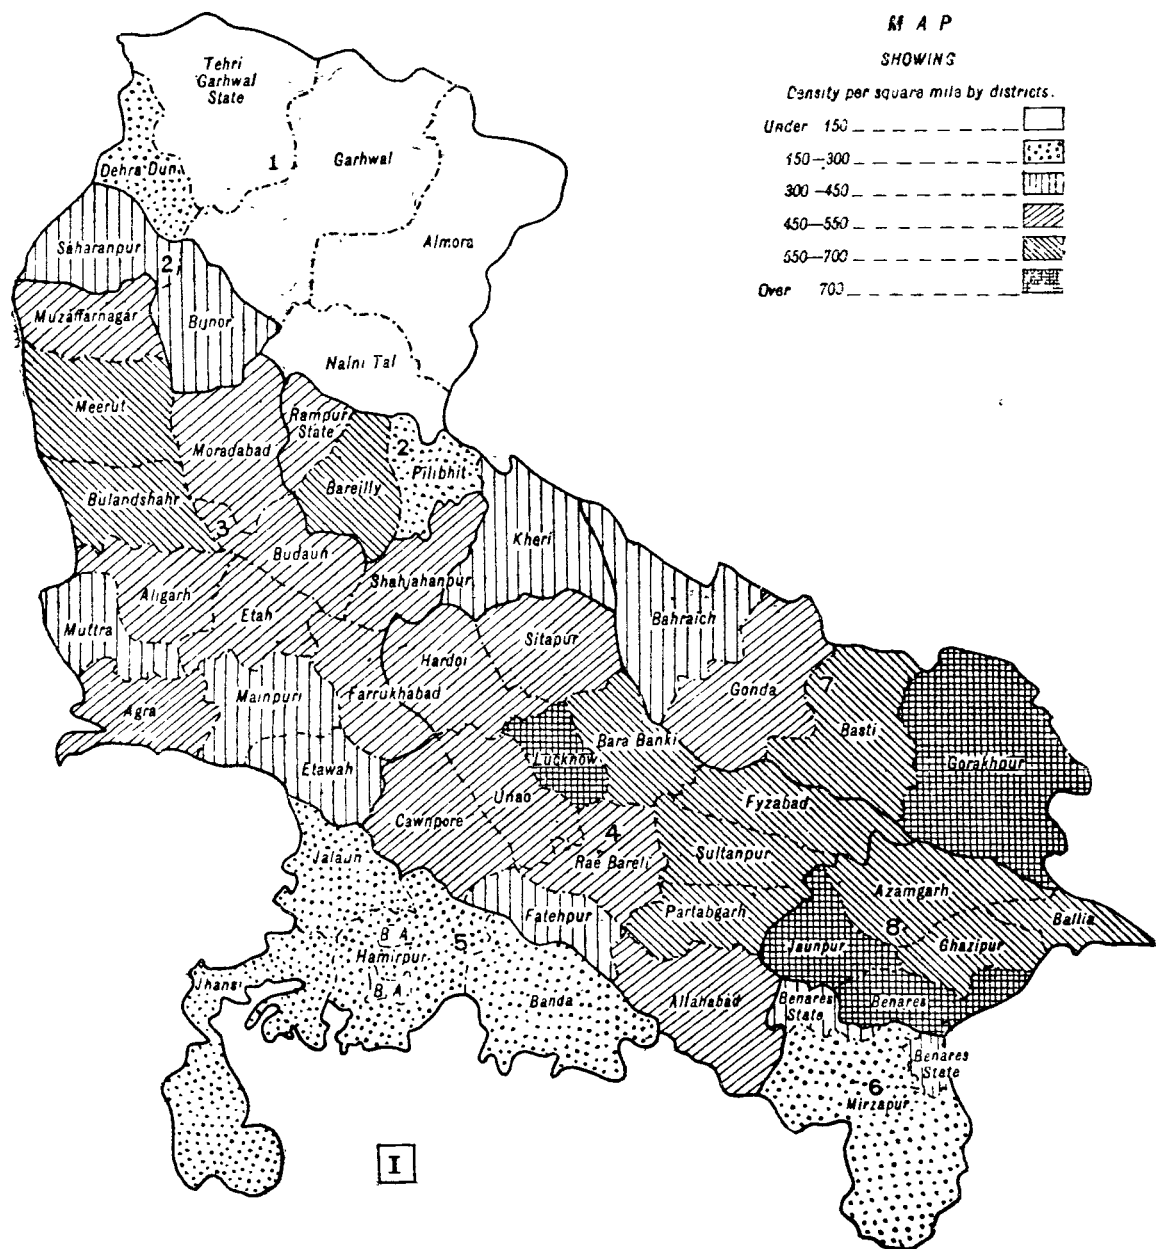 MAP
SHOWING
Density per square mile by districts.
Under 150
150—300
300—450
450—550
550—700
Over 700
Tehri
Garhwal
State
1
Garhwal
Dehra Dun
Almora
Saharanpur
2
Muzaffarnagar
Bijnor
Naini Tal
Meerut
Rampur
State
Moradabad
2
Pilibhit
Bulandshahr
Bareilly
3
Budaun
Kheri
Shahjahanpur
Aligarh
Etah
Muttra
Bahraich
Sitapur
Hardoi
Mainpuri
Farrukhabad
Gonda
7
Agra
Basti
Bara Banki
Lucknow
Gorakhpur
Etawah
Unao
Fyzabad
Cawnpore
4
Sultanpur
Rae Bareli
Jalaun
Azamgarh
Fatehpur
Partabgarh
Ballia
8
B A
5
Jaunpur
Ghazipur
Hamirpur
Jhansi
B A
Banda
Allahabad
Benares
State
Benares
Benares
State
6
Mirzapur
I